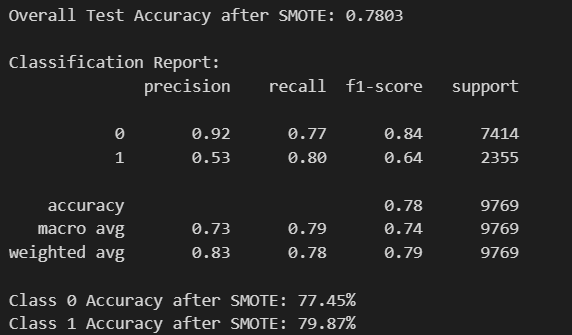 Overall Test Accuracy after SMOTE: 0.7803
Classification Report:
precision recall f1-score support
0 0.92 0.77 0.84 7414
1 0.53 0.80 0.64 2355
accuracy 0.78 9769
macro avg 0.73 0.79 0.74 9769
weighted avg 0.83 0.78 0.79 9769
Class 0 Accuracy after SMOTE: 77.45%
Class 1 Accuracy after SMOTE: 79.87%